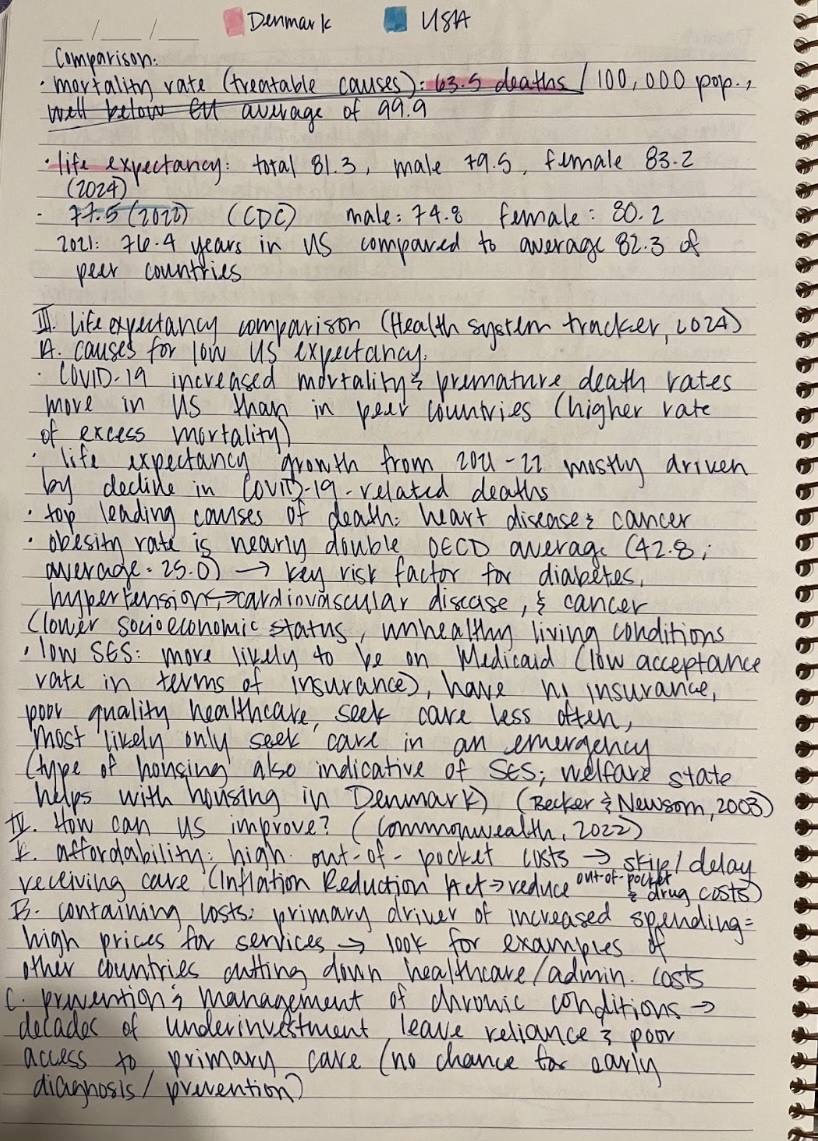 __/__/__ Denmark USA
Comparison:
· mortality rate (treatable causes): 63.5 deaths / 100,000 pop.,
well below EU average of 99.9
· life expectancy: total 81.3, male 79.5, female 83.2
(2024)
· 77.5 (2022) (CDC) male: 74.8 female: 80.2
2021: 76.4 years in US compared to average 82.3 of
peer countries
III. life expectancy comparison (Health system tracker, 2024)
A. causes for low US expectancy:
· COVID-19 increased mortality & premature death rates
more in US than in peer countries (higher rate
of excess mortality)
· life expectancy growth from 2021-22 mostly driven
by decline in Covid-19-related deaths
· top leading causes of death: heart disease & cancer
· obesity rate is nearly double OECD average (42.8;
average: 25.0) → key risk factor for diabetes,
hypertension, → cardiovascular disease, & cancer
(lower socioeconomic status, unhealthy living conditions
· low SES: more likely to be on Medicaid (low acceptance
rate in terms of insurance), have no insurance,
poor quality healthcare, seek care less often,
most likely only seek care in an emergency
(type of housing also indicative of SES; welfare state
helps with housing in Denmark) (Becker & Newsom, 2003)
IV. How can US improve? (Commonwealth, 2022)
A. affordability: high out-of-pocket costs → skip/delay
receiving care (Inflation Reduction Act → reduce out-of-pocket & drug costs)
B. containing costs: primary driver of increased spending =
high prices for services → look for examples of
other countries cutting down healthcare/admin. costs
C. prevention & management of chronic conditions →
decades of underinvestment leave reliance & poor
access to primary care (no chance for early
diagnosis/prevention)